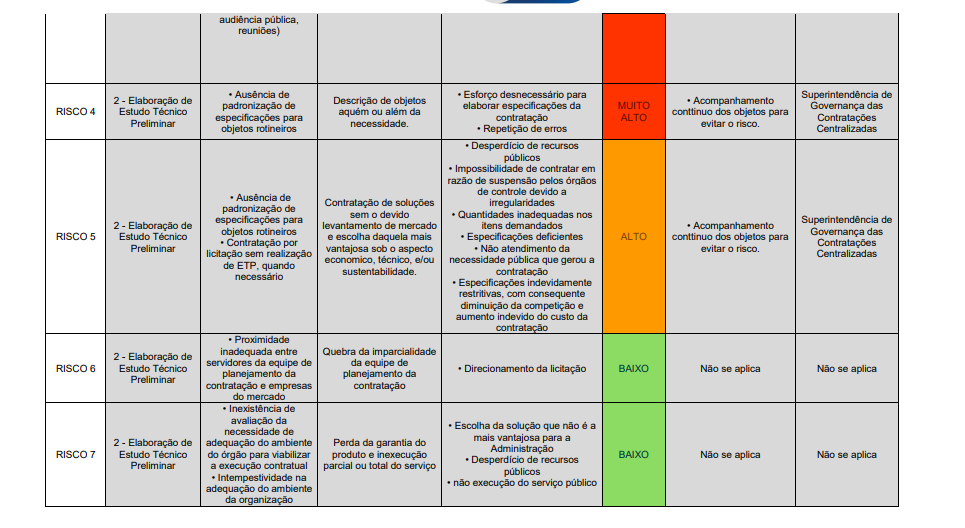 audiência pública,
reuniões)
RISCO 4
2 - Elaboração de
Estudo Técnico
Preliminar
• Ausência de
padronização de
especificações para
objetos rotineiros
Descrição de objetos
aquém ou além da
necessidade.
• Esforço desnecessário para
elaborar especificações da
contratação
• Repetição de erros
MUITO
ALTO
• Acompanhamento
conttinuo dos objetos para
evitar o risco.
Superintendência de
Governança das
Contratações
Centralizadas
RISCO 5
2 - Elaboração de
Estudo Técnico
Preliminar
• Ausência de
padronização de
especificações para
objetos rotineiros
• Contratação por
licitação sem realização
de ETP, quando
necessário
Contratação de soluções
sem o devido
levantamento de mercado
e escolha daquela mais
vantajosa sob o aspecto
economico, técnico, e/ou
sustentabilidade.
• Desperdício de recursos
públicos
• Impossibilidade de contratar em
razão de suspensão pelos órgãos
de controle devido a
irregularidades
• Quantidades inadequadas nos
itens demandados
• Especificações deficientes
• Não atendimento da
necessidade pública que gerou a
contratação
• Especificações indevidamente
restritivas, com consequente
diminuição da competição e
aumento indevido do custo da
contratação
ALTO
• Acompanhamento
conttinuo dos objetos para
evitar o risco.
Superintendência de
Governança das
Contratações
Centralizadas
RISCO 6
2 - Elaboração de
Estudo Técnico
Preliminar
• Proximidade
inadequada entre
servidores da equipe de
planejamento da
contratação e empresas
do mercado
Quebra da imparcialidade
da equipe de
planejamento da
contratação
• Direcionamento da licitação
BAIXO
Não se aplica
Não se aplica
RISCO 7
2 - Elaboração de
Estudo Técnico
Preliminar
• Inexistência de
avaliação da
necessidade de
adequação do ambiente
do órgão para viabilizar
a execução contratual
• Intempestividade na
adequação do ambiente
da organização
Perda da garantia do
produto e inexecução
parcial ou total do serviço
• Escolha da solução que não é a
mais vantajosa para a
Administração
• Desperdício de recursos
públicos
• não execução do serviço público
BAIXO
Não se aplica
Não se aplica